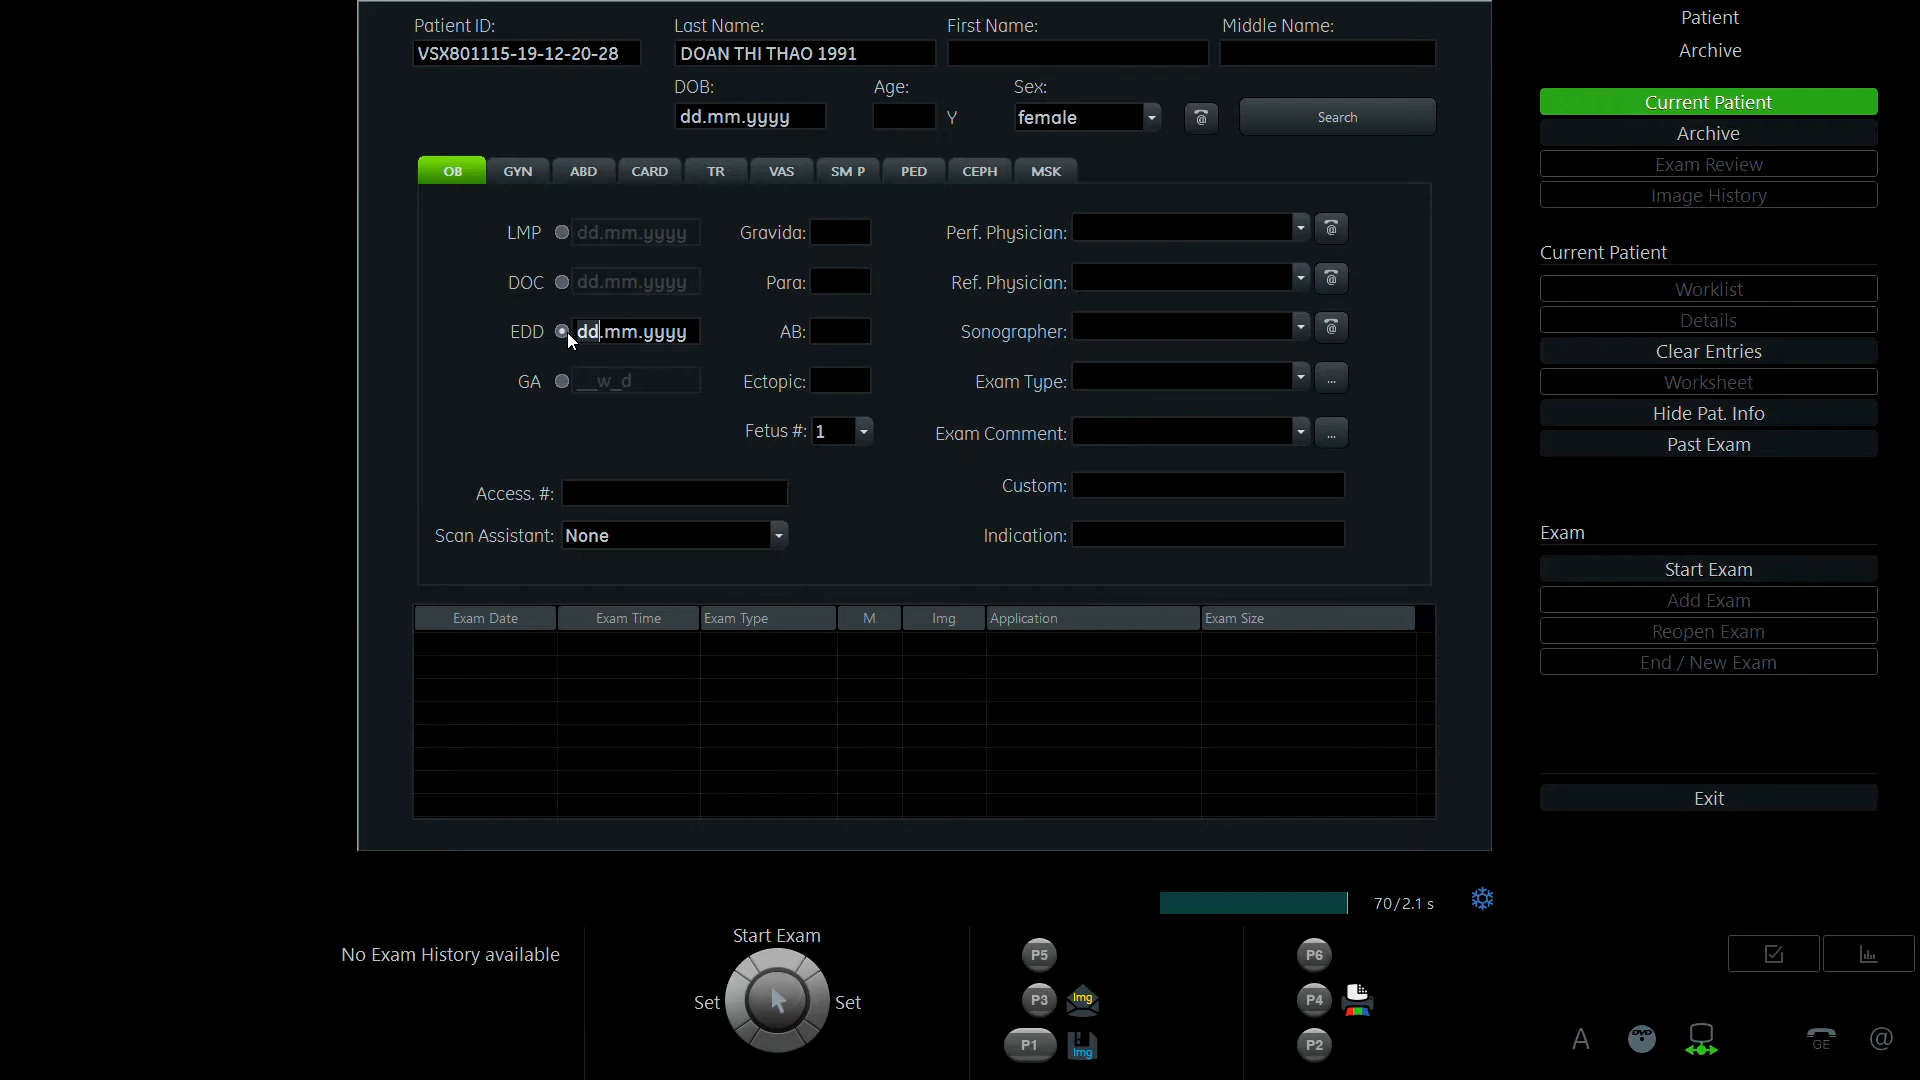 Patient ID: Last Name: First Name: Middle Name:
VSX801115-19-12-20-28 DOAN THI THAO 1991
DOB: Age: Sex:
dd.mm.yyyy Y female @ Search
OB GYN ABD CARD TR VAS SM P PED CEPH MSK
LMP dd.mm.yyyy Gravida: Perf. Physician: @
DOC dd.mm.yyyy Para: Ref. Physician: @
EDD dd.mm.yyyy AB: Sonographer: @
GA __w_d Ectopic: Exam Type: ...
Fetus #: 1 Exam Comment: ...
Access. #: Custom:
Scan Assistant: None Indication:
Exam Date Exam Time Exam Type M Img Application Exam Size
Patient
Archive
Current Patient
Archive
Exam Review
Image History
Current Patient
Worklist
Details
Clear Entries
Worksheet
Hide Pat. Info
Past Exam
Exam
Start Exam
Add Exam
Reopen Exam
End / New Exam
Exit
70/2.1 s
No Exam History available
Start Exam
Set Set
P5
P3 Img
P1 Img
P6
P4
P2
A DVD GE @